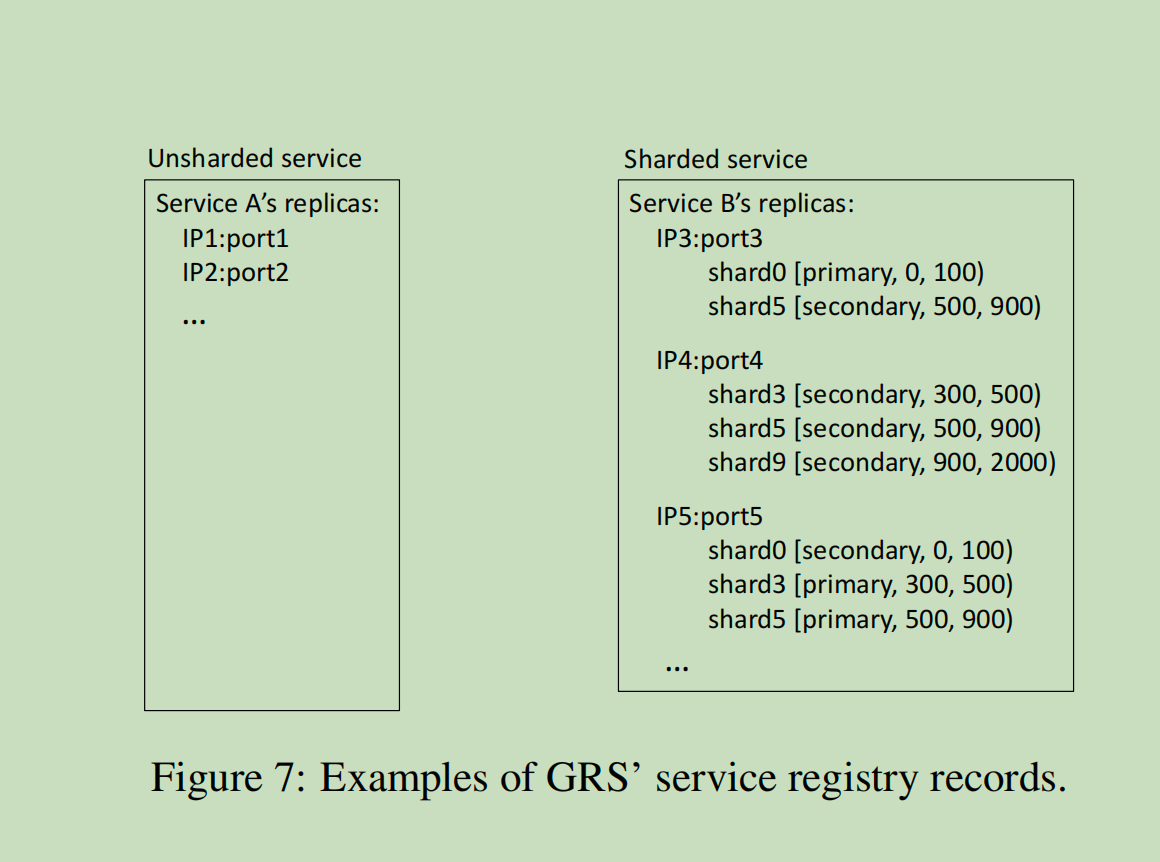 Unsharded service
Service A’s replicas:
IP1:port1
IP2:port2
...
Sharded service
Service B’s replicas:
IP3:port3
shard0 [primary, 0, 100)
shard5 [secondary, 500, 900)
IP4:port4
shard3 [secondary, 300, 500)
shard5 [secondary, 500, 900)
shard9 [secondary, 900, 2000)
IP5:port5
shard0 [secondary, 0, 100)
shard3 [primary, 300, 500)
shard5 [primary, 500, 900)
...
Figure 7: Examples of GRS’ service registry records.